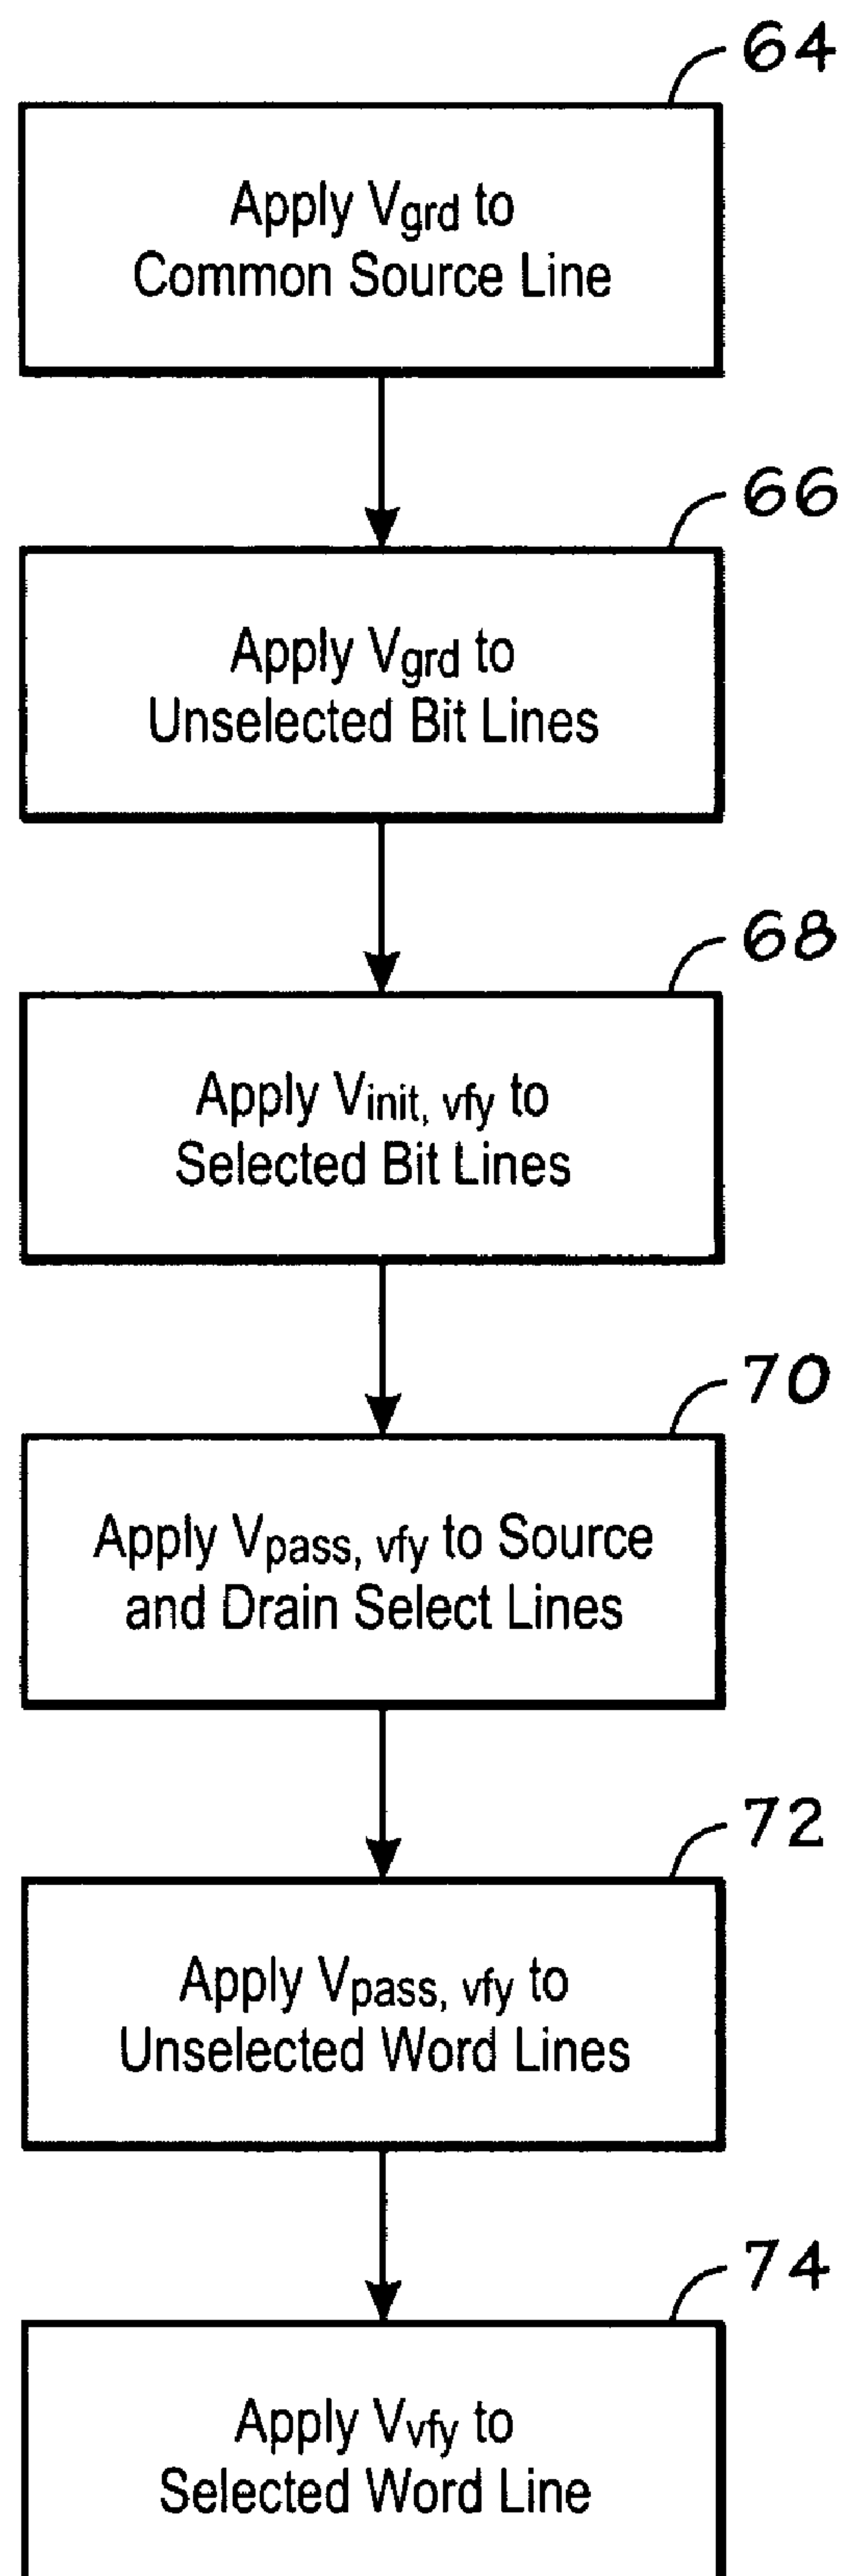 64
Apply Vgrd to
Common Source Line
66
Apply Vgrd to
Unselected Bit Lines
68
Apply Vinit, vfy to
Selected Bit Lines
70
Apply Vpass, vfy to Source
and Drain Select Lines
72
Apply Vpass, vfy to
Unselected Word Lines
74
Apply Vvfy to
Selected Word Line